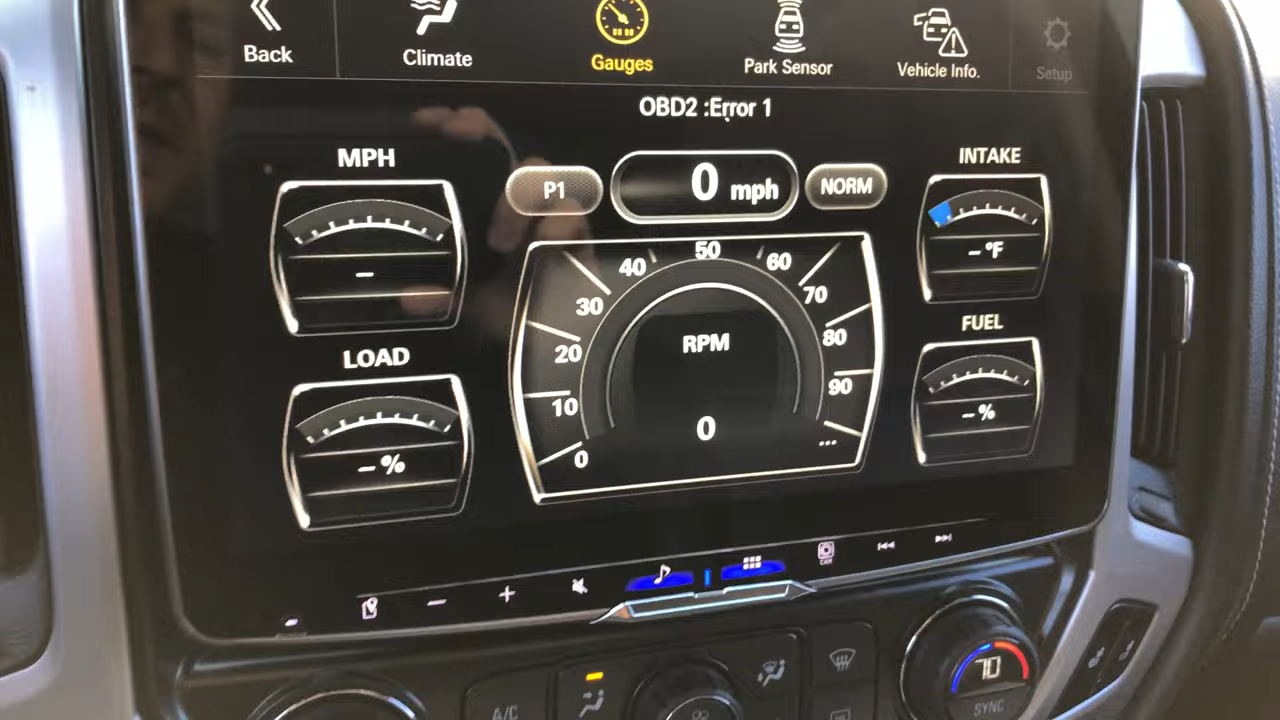 Back
Climate
Gauges
Park Sensor
Vehicle Info.
Setup
OBD2 :Error 1
MPH
P1
0 mph
NORM
INTAKE
--
-- °F
0
10
20
30
40
50
60
70
80
90
...
RPM
0
LOAD
-- %
FUEL
-- %
CAM
A/C
70
SYNC